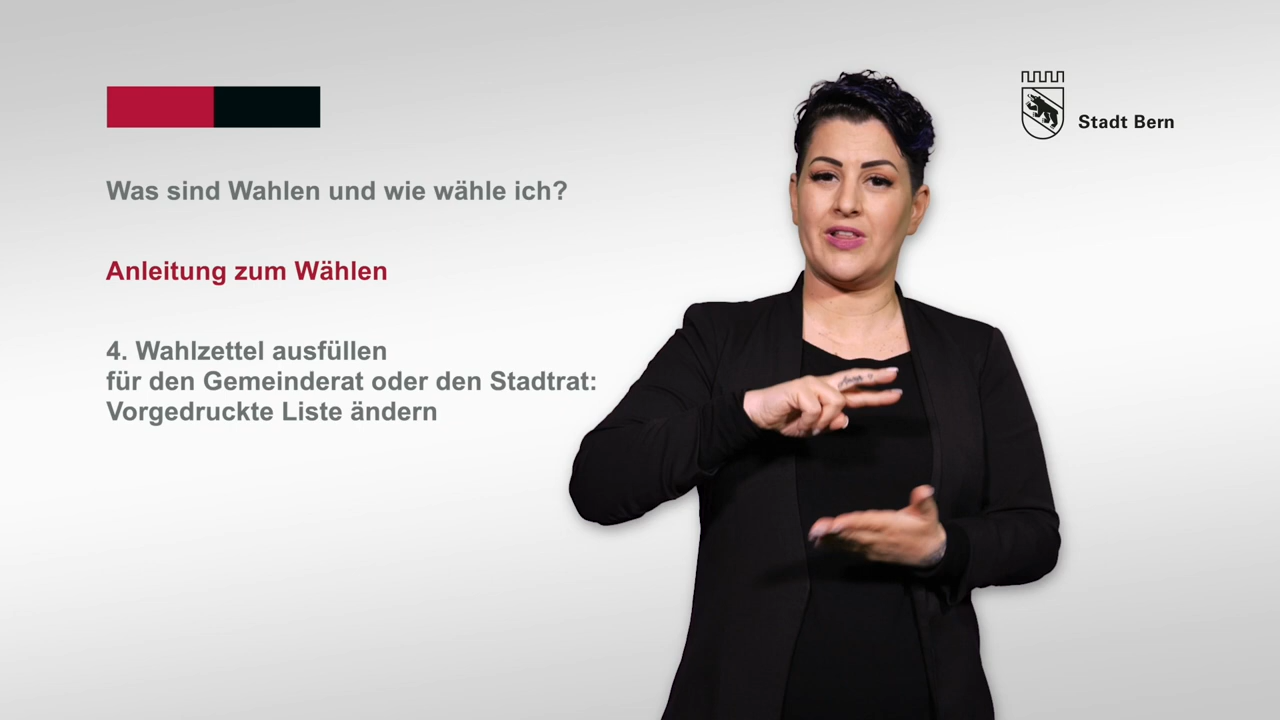 Stadt Bern
Was sind Wahlen und wie wähle ich?
Anleitung zum Wählen
4. Wahlzettel ausfüllen
für den Gemeinderat oder den Stadtrat:
Vorgedruckte Liste ändern